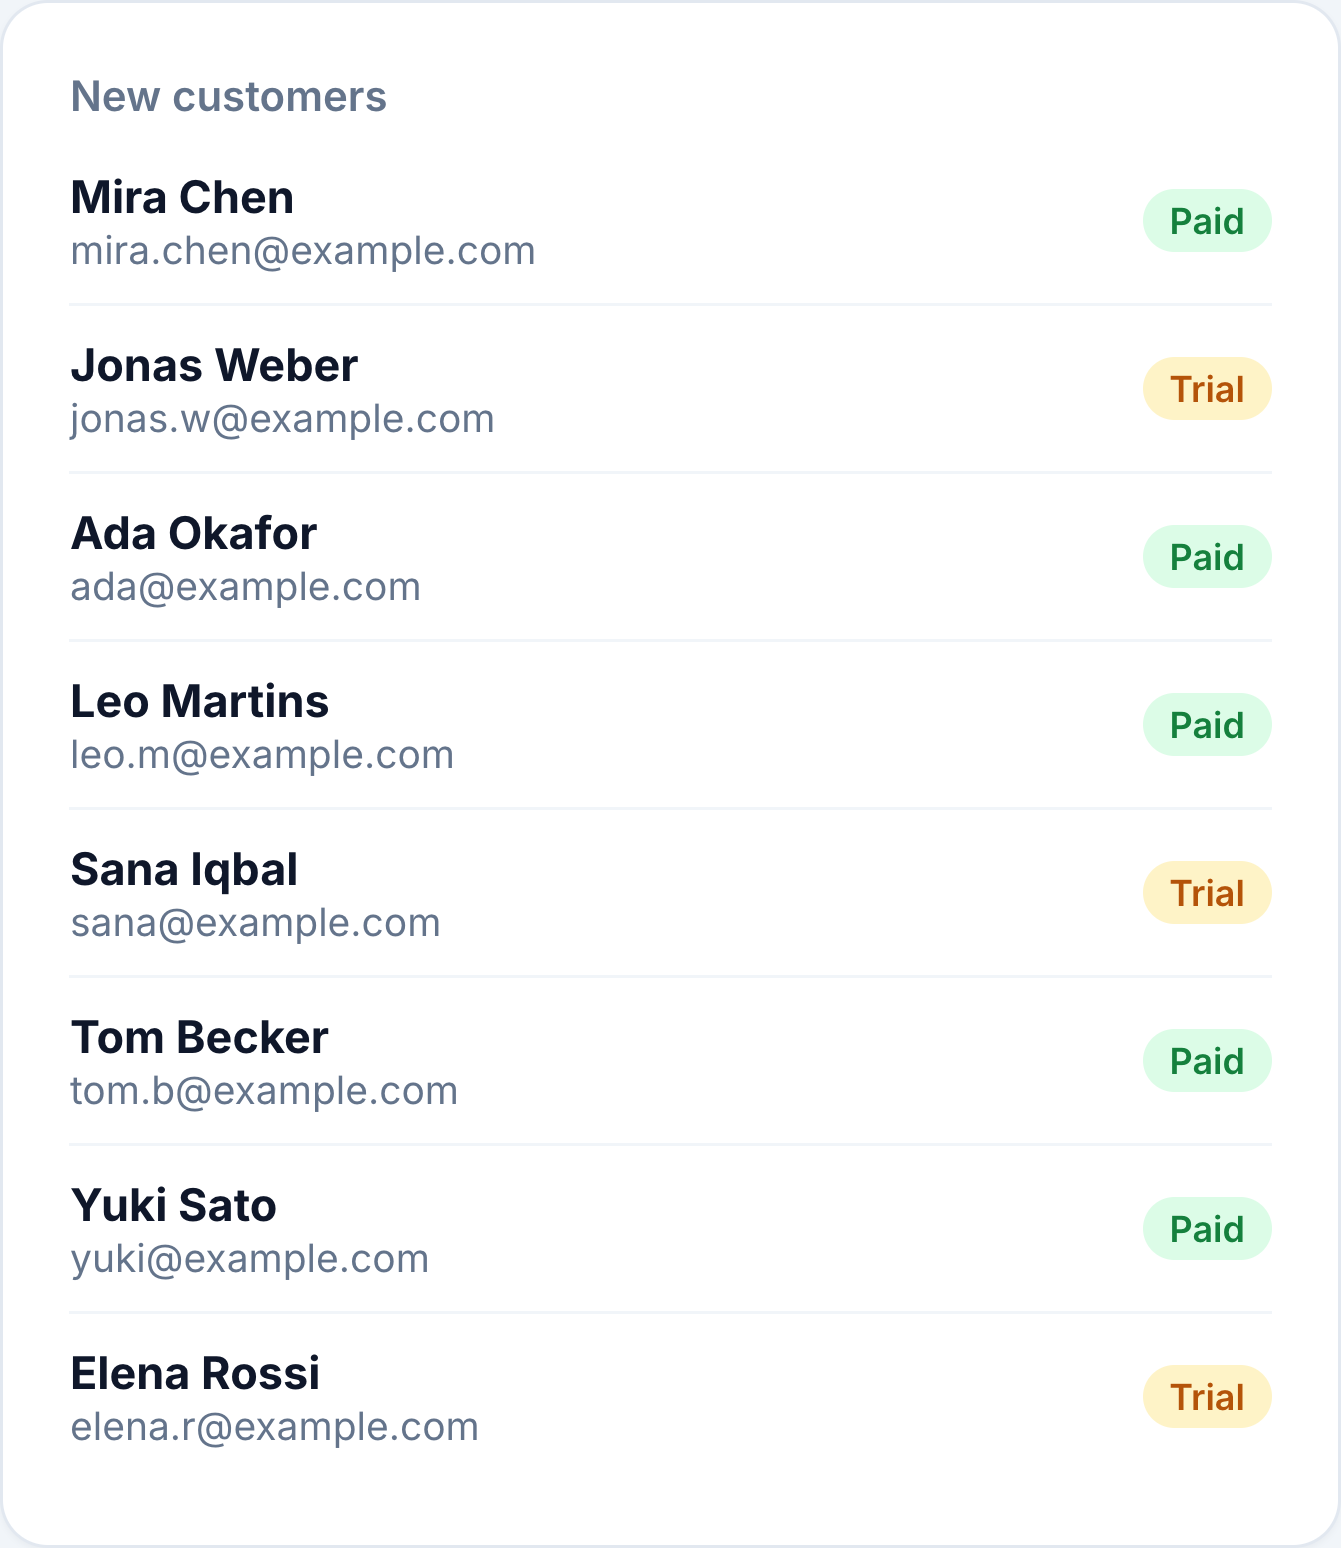 New customers
Mira Chen
mira.chen@example.com
Paid
Jonas Weber
jonas.w@example.com
Trial
Ada Okafor
ada@example.com
Paid
Leo Martins
leo.m@example.com
Paid
Sana Iqbal
sana@example.com
Trial
Tom Becker
tom.b@example.com
Paid
Yuki Sato
yuki@example.com
Paid
Elena Rossi
elena.r@example.com
Trial